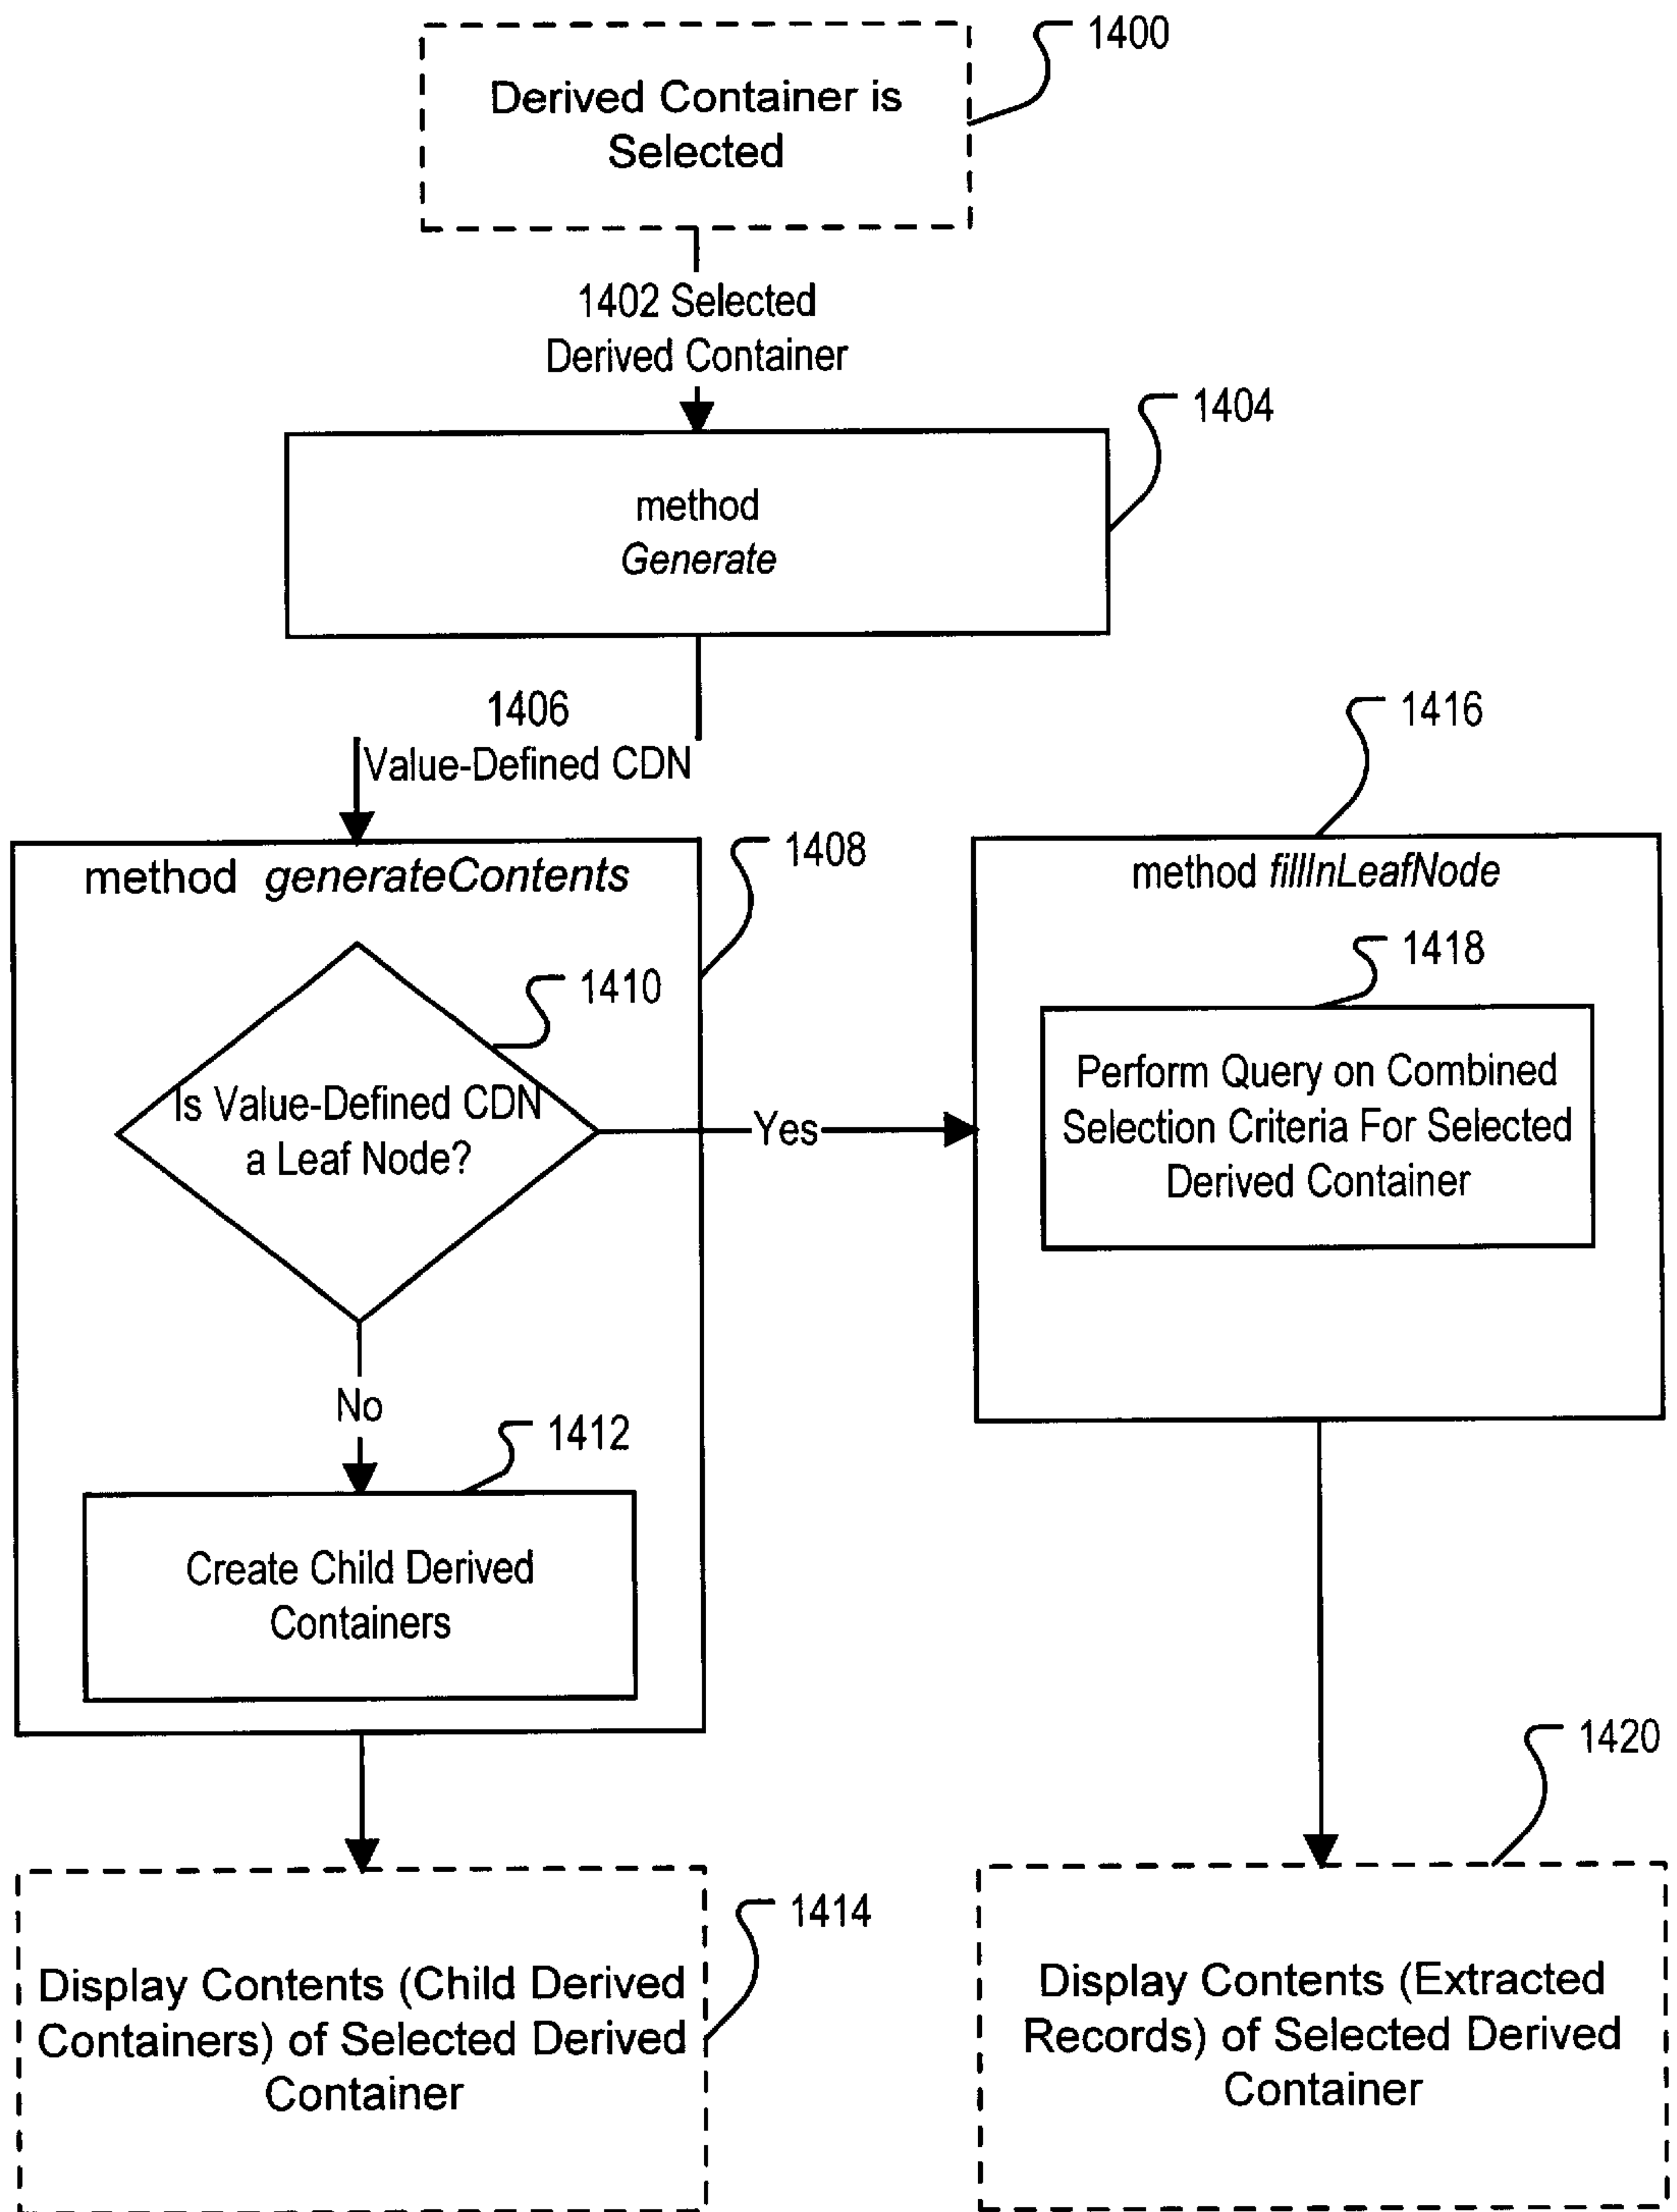 1400
Derived Container is
Selected
1402 Selected
Derived Container
1404
method
Generate
1406
Value-Defined CDN
1416
method generateContents
1408
method fillInLeafNode
1410
1418
Is Value-Defined CDN
a Leaf Node?
Yes
Perform Query on Combined
Selection Criteria For Selected
Derived Container
No
1412
Create Child Derived
Containers
1420
1414
Display Contents (Child Derived
Containers) of Selected Derived
Container
Display Contents (Extracted
Records) of Selected Derived
Container